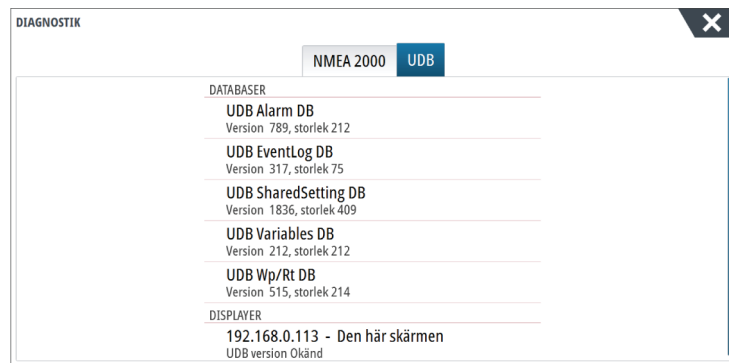 DIAGNOSTIK
NMEA 2000 UDB
DATABASER
UDB Alarm DB
Version 789, storlek 212
UDB EventLog DB
Version 317, storlek 75
UDB SharedSetting DB
Version 1836, storlek 409
UDB Variables DB
Version 212, storlek 212
UDB Wp/Rt DB
Version 515, storlek 214
DISPLAYER
192.168.0.113 - Den här skärmen
UDB version Okänd